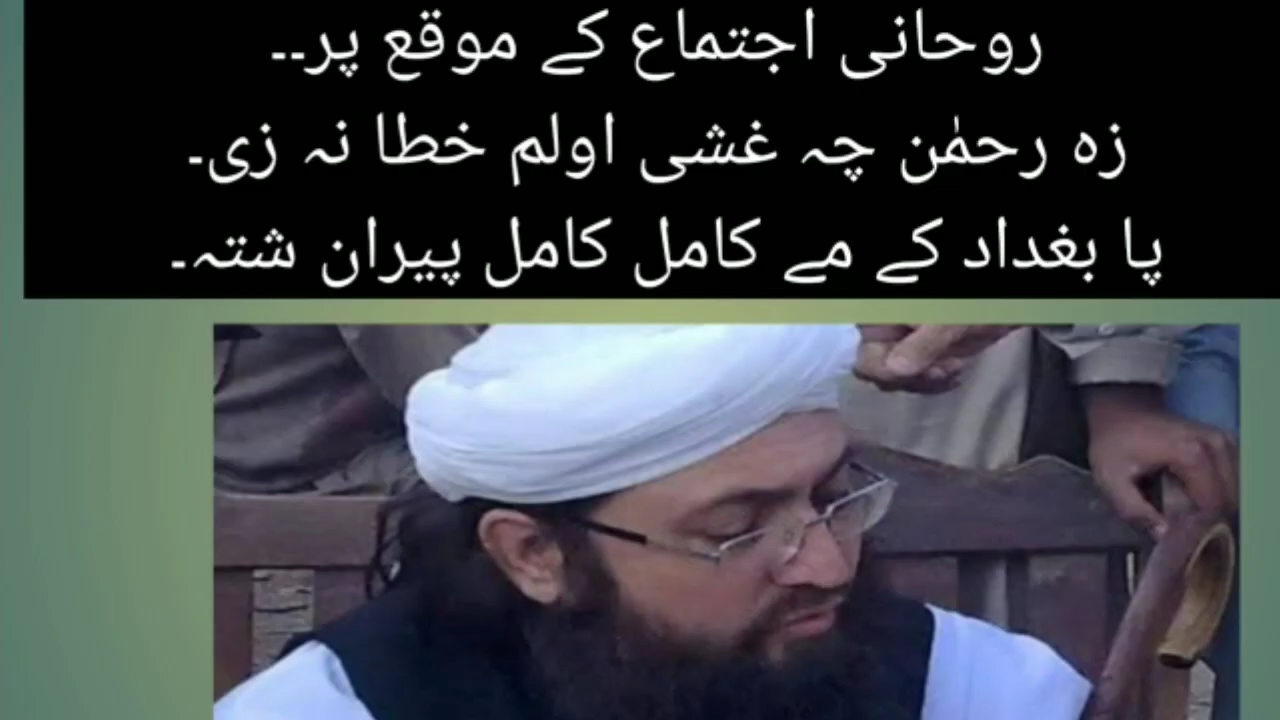 روحانی اجتماع کے موقع پر۔۔
زہ رحمٰن چہ غشی اولم خطا نہ زی۔
پا بغداد کے مے کامل کامل پیران شتہ۔